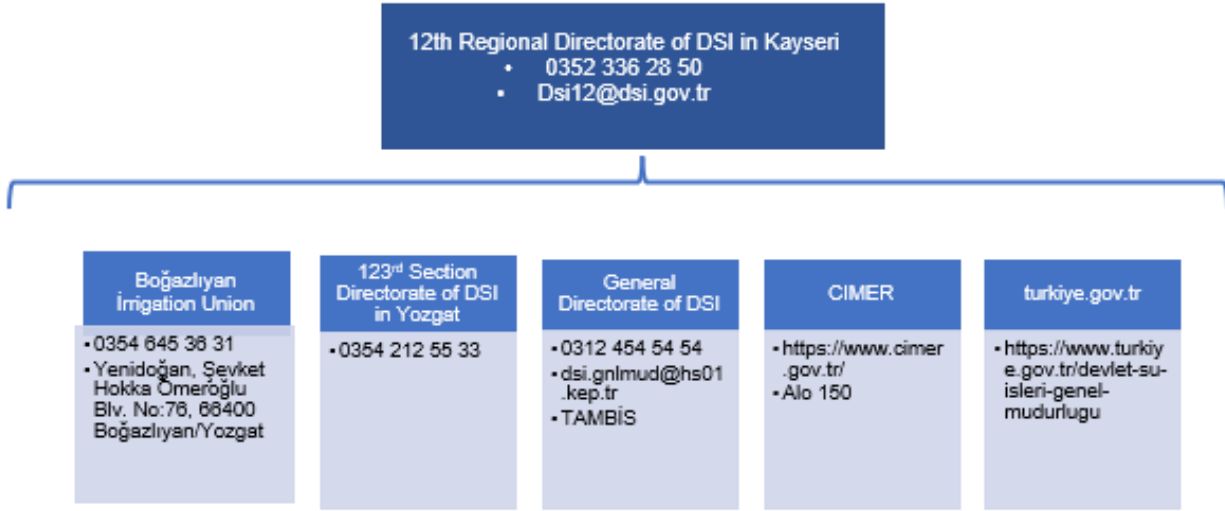 12th Regional Directorate of DSI in Kayseri
• 0352 336 28 50
• Dsi12@dsi.gov.tr
Boğazlıyan
İrrigation Union
▪0354 645 36 31
▪Yenidoğan, Şevket
Hokka Ömeroğlu
Blv. No:76, 66400
Boğazlıyan/Yozgat
123rd Section
Directorate of DSI
in Yozgat
▪0354 212 55 33
General
Directorate of DSI
▪0312 454 54 54
▪dsi.gnlmud@hs01
.kep.tr
▪TAMBİS
CIMER
▪https://www.cimer
.gov.tr/
▪Alo 150
turkiye.gov.tr
▪https://www.turkiy
e.gov.tr/devlet-su-
isleri-genel-
mudurlugu